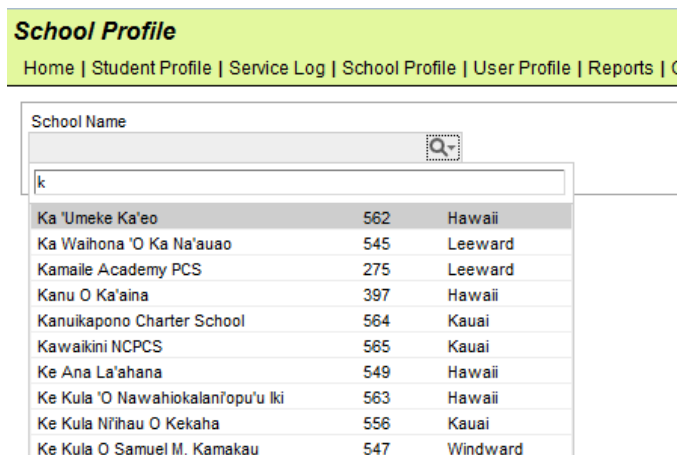 School Profile
Home | Student Profile | Service Log | School Profile | User Profile | Reports |
School Name
k
Ka 'Umeke Ka'eo 562 Hawaii
Ka Waihona 'O Ka Na'auao 545 Leeward
Kamaile Academy PCS 275 Leeward
Kanu O Ka'aina 397 Hawaii
Kanuikapono Charter School 564 Kauai
Kawaikini NCPCS 565 Kauai
Ke Ana La'ahana 549 Hawaii
Ke Kula 'O Nawahiokalani'opu'u Iki 563 Hawaii
Ke Kula Ni'ihau O Kekaha 556 Kauai
Ke Kula O Samuel M. Kamakau 547 Windward